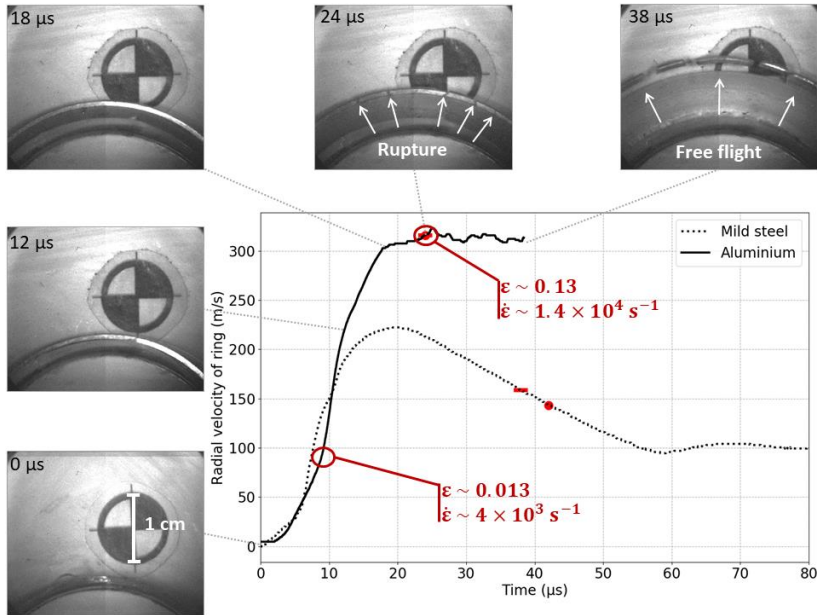 18 µs
24 µs
38 µs
Rupture
Free flight
12 µs
0 µs
1 cm
Mild steel
Aluminium
ε ~ 0.13
ε̇ ~ 1.4 × 10⁴ s⁻¹
ε ~ 0.013
ε̇ ~ 4 × 10³ s⁻¹
Radial velocity of ring (m/s)
300
250
200
150
100
50
0
0 10 20 30 40 50 60 70 80
Time (µs)